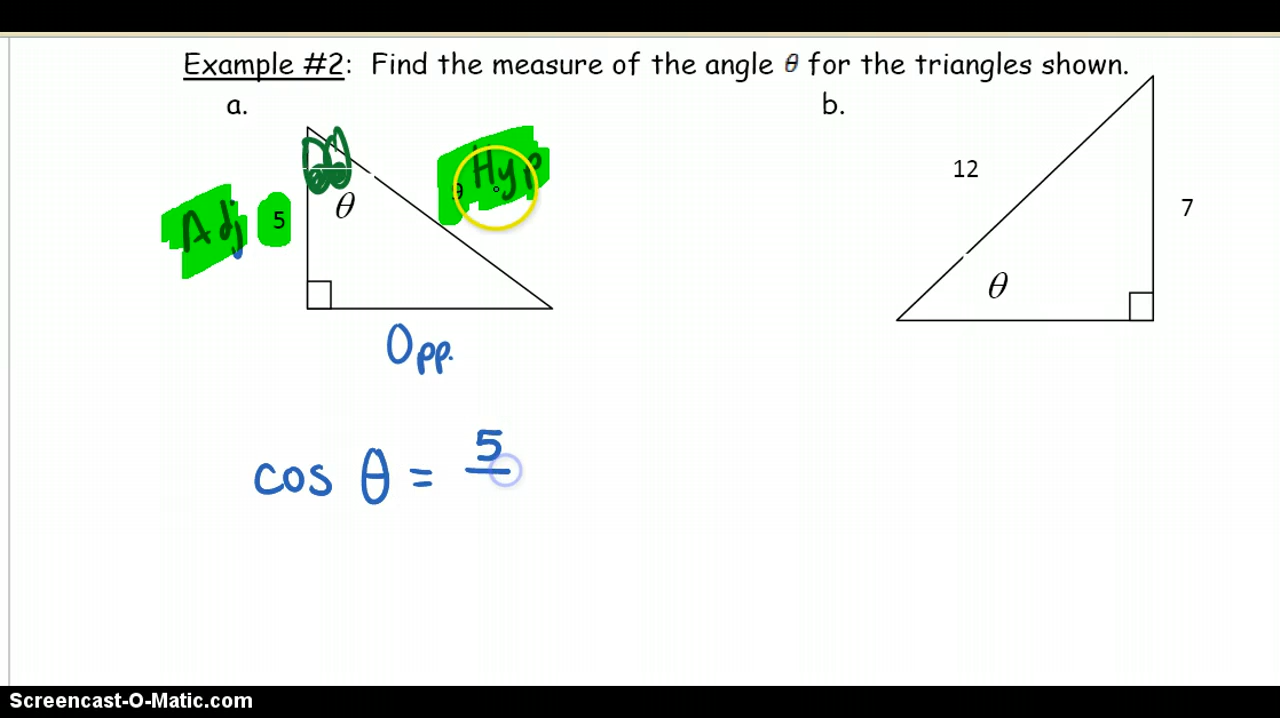 Example #2: Find the measure of the angle θ for the triangles shown.
a.
b.
Adj 5
θ
9 Hyp
Opp.
12
7
θ
cos θ = 5
Screencast-O-Matic.com